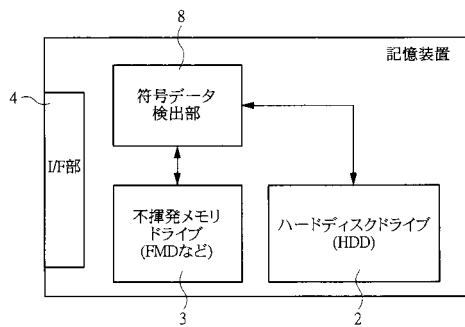 8
記憶装置
4
符号データ
検出部
I/F部
不揮発メモリ
ドライブ
(FMDなど)
ハードディスクドライブ
(HDD)
3
2